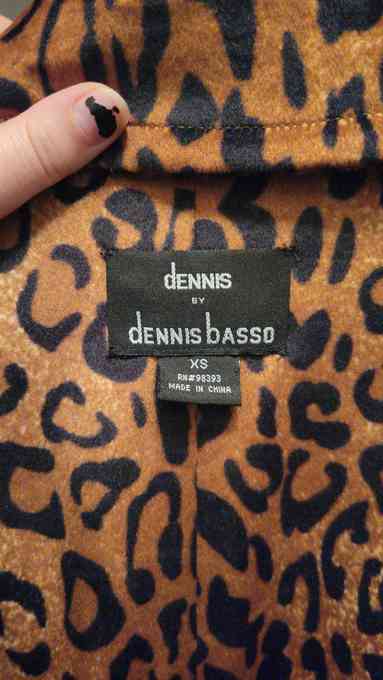 dENNIS
BY
dENNIS bASSO
XS
RN#98393
MADE IN CHINA